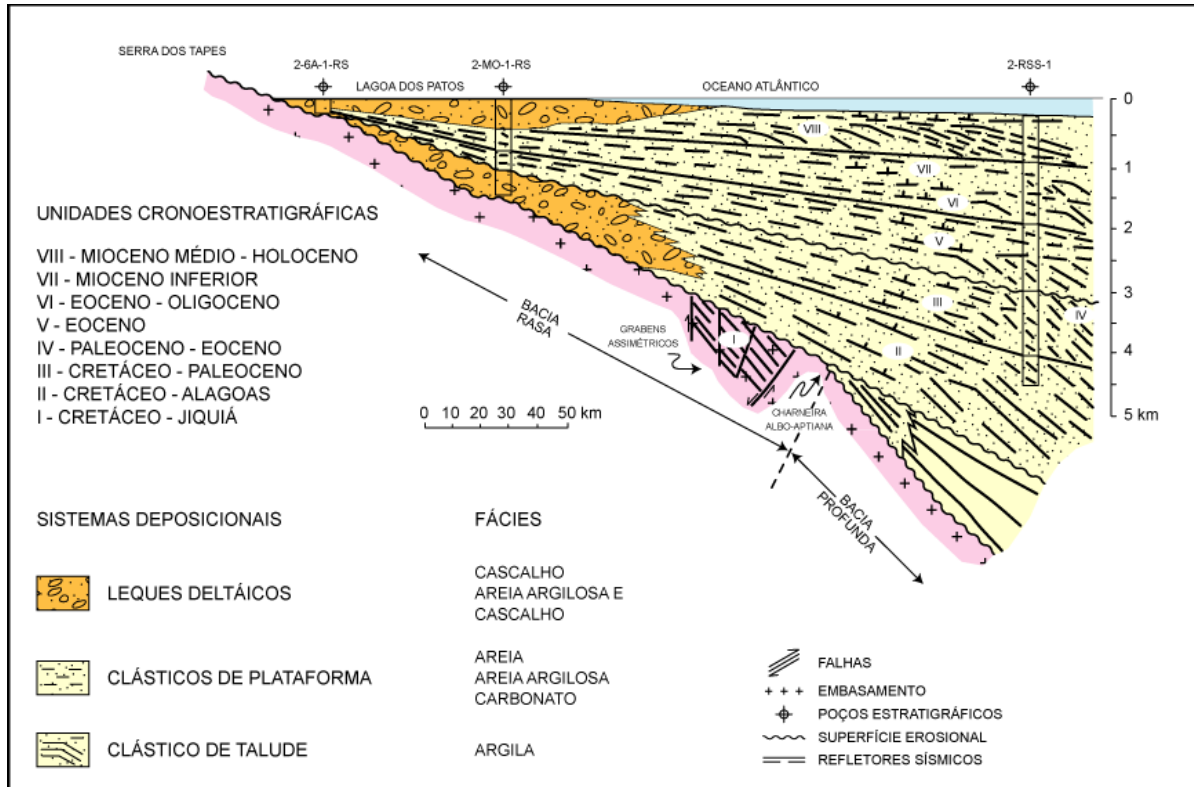 SERRA DOS TAPES
2-6A-1-RS
2-MO-1-RS
2-RSS-1
LAGOA DOS PATOS
OCEANO ATLÂNTICO
0
1
2
3
4
5 km
VIII
VII
VI
V
IV
III
II
I
UNIDADES CRONOESTRATIGRÁFICAS
VIII - MIOCENO MÉDIO - HOLOCENO
VII - MIOCENO INFERIOR
VI - EOCENO - OLIGOCENO
V - EOCENO
IV - PALEOCENO - EOCENO
III - CRETÁCEO - PALEOCENO
II - CRETÁCEO - ALAGOAS
I - CRETÁCEO - JIQUIÁ
BACIA
RASA
GRABENS
ASSIMÉTRICOS
CHARNEIRA
ALBO-APTIANA
0 10 20 30 40 50 km
BACIA
PROFUNDA
SISTEMAS DEPOSICIONAIS
FÁCIES
LEQUES DELTÁICOS
CASCALHO
AREIA ARGILOSA E
CASCALHO
CLÁSTICOS DE PLATAFORMA
AREIA
AREIA ARGILOSA
CARBONATO
CLÁSTICO DE TALUDE
ARGILA
FALHAS
EMBASAMENTO
POÇOS ESTRATIGRÁFICOS
SUPERFÍCIE EROSIONAL
REFLETORES SÍSMICOS